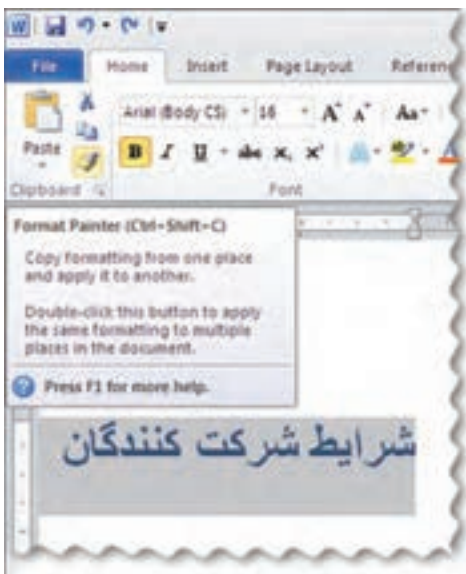 W
File Home Insert Page Layout Referen
Arial (Body CS) 16 A A Aa
Paste B I U abc x, x² A
Clipboard Font
Format Painter (Ctrl+Shift+C)
Copy formatting from one place
and apply it to another.
Double-click this button to apply
the same formatting to multiple
places in the document.
Press F1 for more help.
شرایط شرکت کنندگان